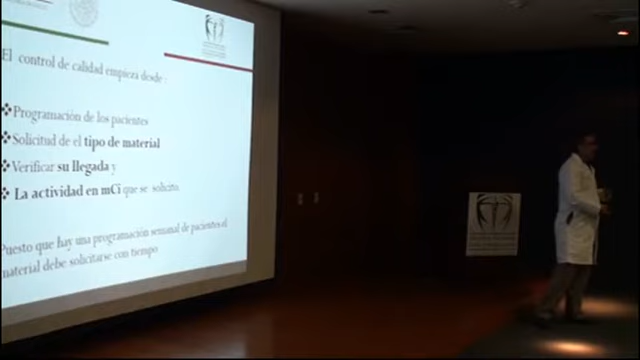 El control de calidad empieza desde :
Programación de los pacientes
Solicitud de el tipo de material
Verificar su llegada y
La actividad en mCi que se solicito.
Puesto que hay una programación semanal de pacientes el
material debe solicitarse con tiempo